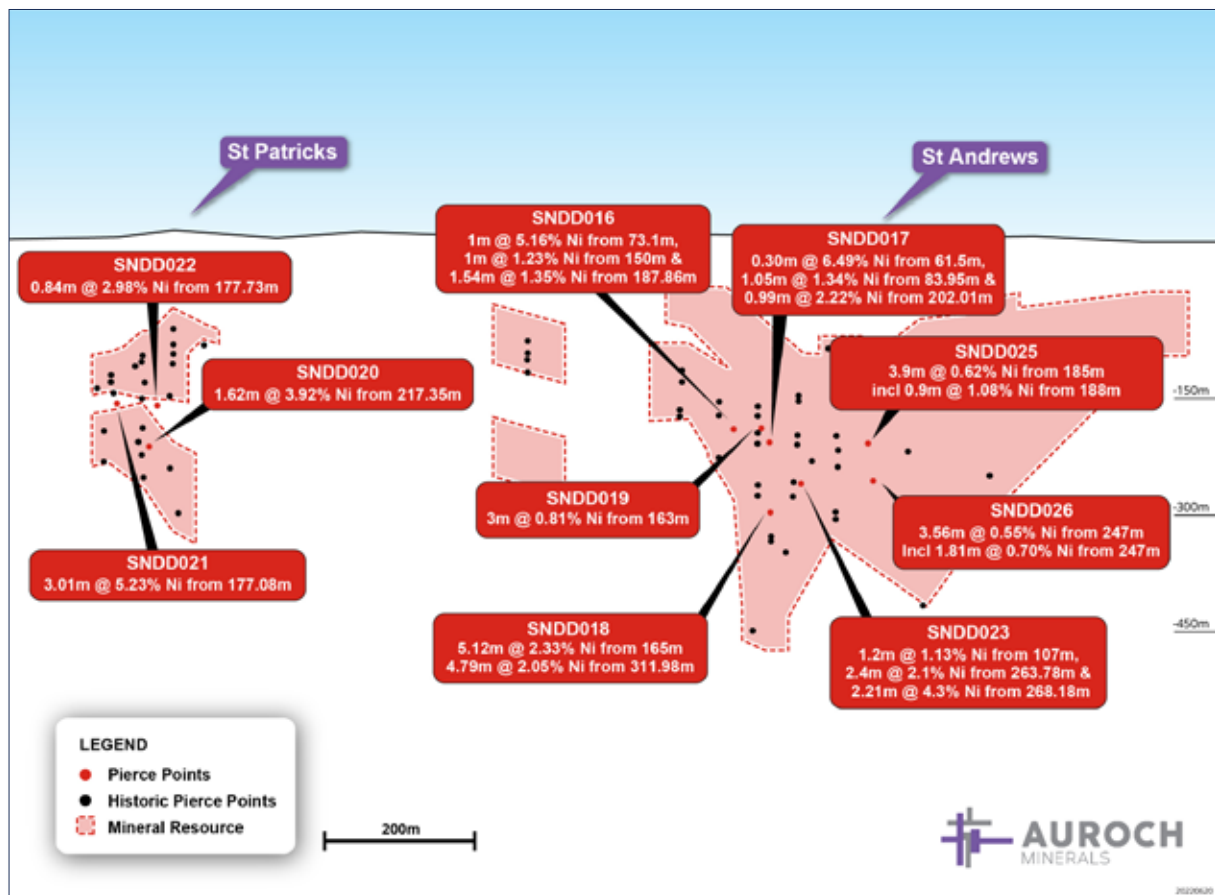 St Patricks
St Andrews
SNDD016
1m @ 5.16% Ni from 73.1m,
1m @ 1.23% Ni from 150m &
1.54m @ 1.35% Ni from 187.86m
SNDD017
0.30m @ 6.49% Ni from 61.5m,
1.05m @ 1.34% Ni from 83.95m &
0.99m @ 2.22% Ni from 202.01m
SNDD022
0.84m @ 2.98% Ni from 177.73m
SNDD020
1.62m @ 3.92% Ni from 217.35m
SNDD025
3.9m @ 0.62% Ni from 185m
incl 0.9m @ 1.08% Ni from 188m
-150m
SNDD019
3m @ 0.81% Ni from 163m
SNDD026
3.56m @ 0.55% Ni from 247m
Incl 1.81m @ 0.70% Ni from 247m
-300m
SNDD021
3.01m @ 5.23% Ni from 177.08m
SNDD018
5.12m @ 2.33% Ni from 165m
4.79m @ 2.05% Ni from 311.98m
SNDD023
1.2m @ 1.13% Ni from 107m,
2.4m @ 2.1% Ni from 263.78m &
2.21m @ 4.3% Ni from 268.18m
-450m
LEGEND
Pierce Points
Historic Pierce Points
Mineral Resource
200m
AUROCH
MINERALS
20220620